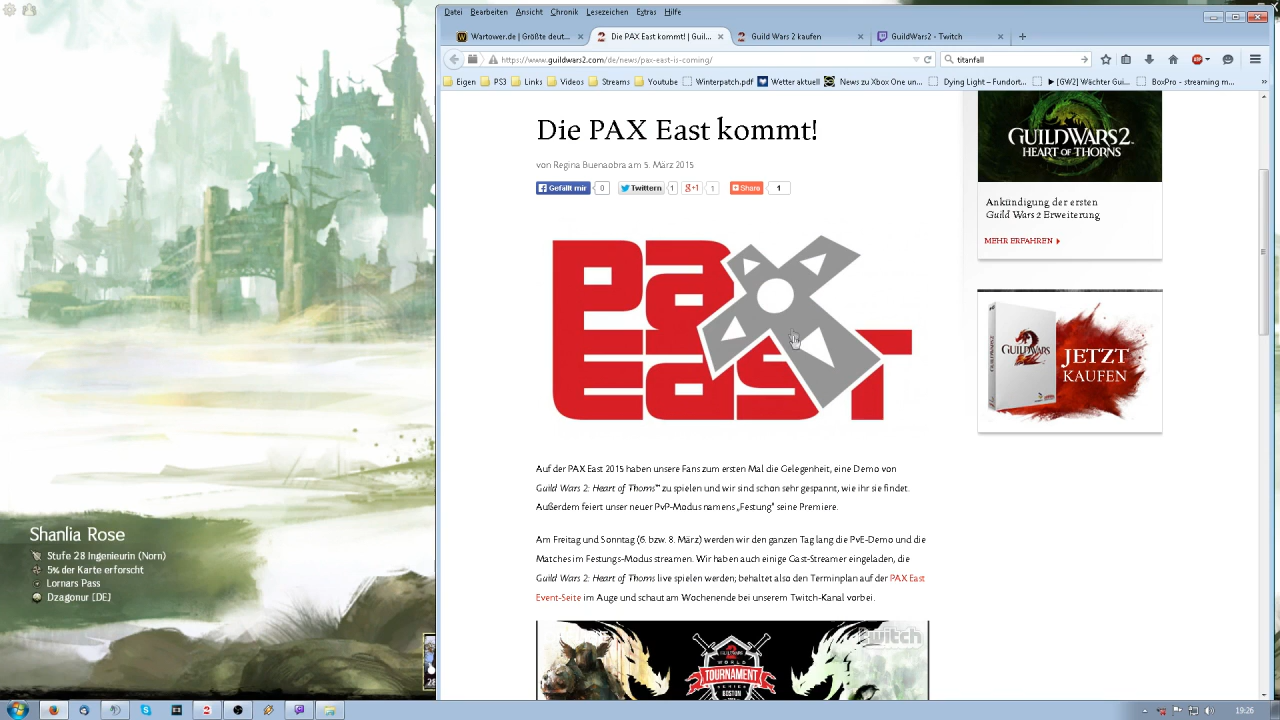 Datei Bearbeiten Ansicht Chronik Lesezeichen Extras Hilfe
Wartower.de | Größte deut... × Die PAX East kommt! | Guil... × Guild Wars 2 kaufen × GuildWars2 - Twitch ×
https://www.guildwars2.com/de/news/pax-east-is-coming/
titanfall
Eigen PS3 Links Videos Streams Youtube Winterpatch.pdf Wetter aktuell News zu Xbox One un... Dying Light – Fundort... ► [GW2] Wächter Gui... BoxPro - streaming m...
Die PAX East kommt!
von Regina Buenaobra am 5. März 2015
Gefällt mir 0 Twittern 1 +1 1 Share 1
PAX
EAST
Auf der PAX East 2015 haben unsere Fans zum ersten Mal die Gelegenheit, eine Demo von
Guild Wars 2: Heart of Thorns™ zu spielen und wir sind schon sehr gespannt, wie ihr sie findet.
Außerdem feiert unser neuer PvP-Modus namens „Festung“ seine Premiere.
Am Freitag und Sonntag (6. bzw. 8. März) werden wir den ganzen Tag lang die PvE-Demo und die
Matches im Festungs-Modus streamen. Wir haben auch einige Gast-Streamer eingeladen, die
Guild Wars 2: Heart of Thorns live spielen werden; behaltet also den Terminplan auf der PAX East
Event-Seite im Auge und schaut am Wochenende bei unserem Twitch-Kanal vorbei.
GUILD WARS
WORLD
TOURNAMENT
SERIES
BOSTON
twitch
GUILD WARS 2
HEART OF THORNS
Ankündigung der ersten
Guild Wars 2 Erweiterung
MEHR ERFAHREN
GUILD WARS
JETZT
KAUFEN
Shanlia Rose
Stufe 28 Ingenieurin (Norn)
5% der Karte erforscht
Lornars Pass
Dzagonur [DE]
28
19:26